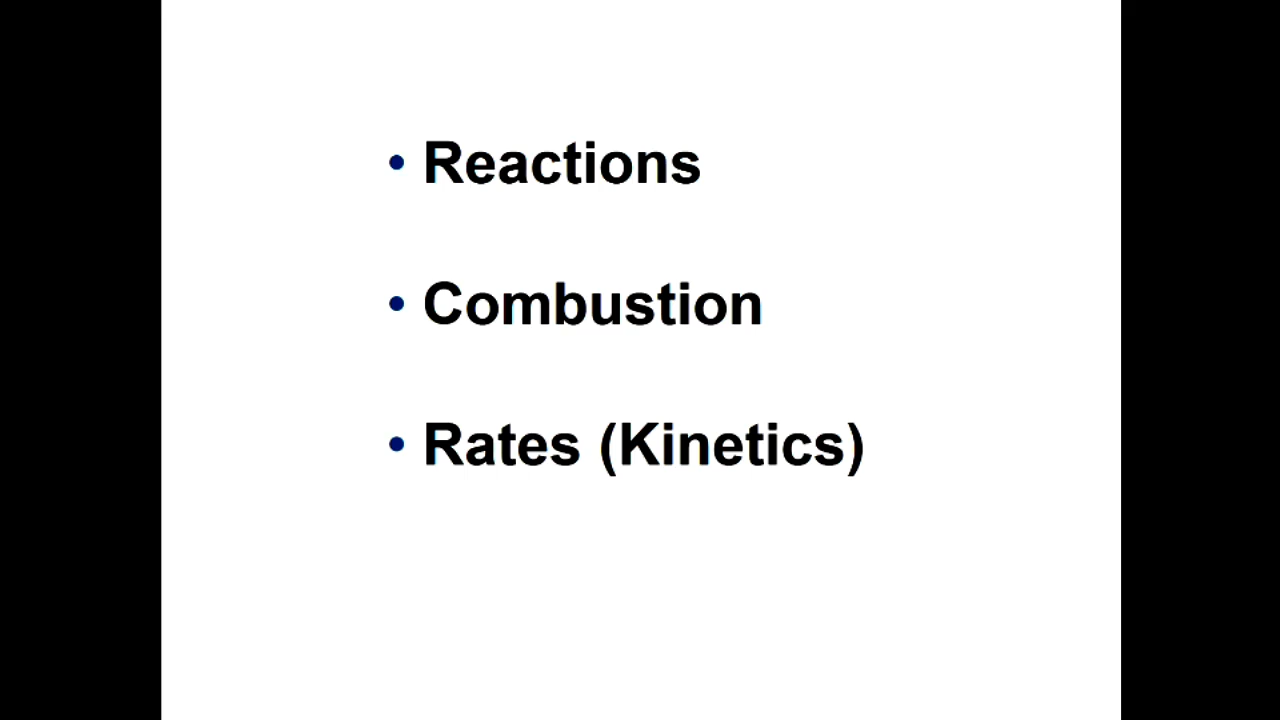 • Reactions
• Combustion
• Rates (Kinetics)